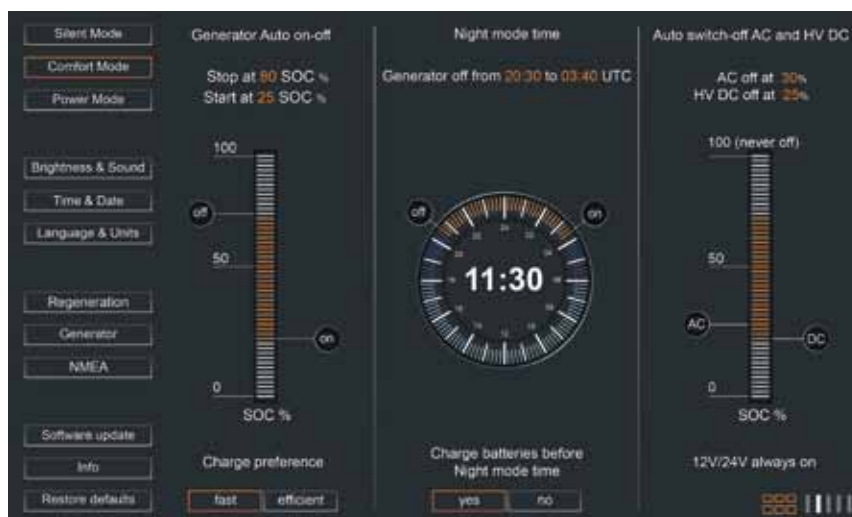 Silent Mode
Comfort Mode
Power Mode
Brightness & Sound
Time & Date
Language & Units
Regeneration
Generator
NMEA
Software update
Info
Restore defaults
Generator Auto on-off
Stop at 80 SOC %
Start at 25 SOC %
100
off
50
on
0
SOC %
Charge preference
fast efficient
Night mode time
Generator off from 20:30 to 03:40 UTC
off on
24
11:30
12
Charge batteries before
Night mode time
yes no
Auto switch-off AC and HV DC
AC off at 30%
HV DC off at 25%
100 (never off)
50
AC
DC
0
SOC %
12V/24V always on